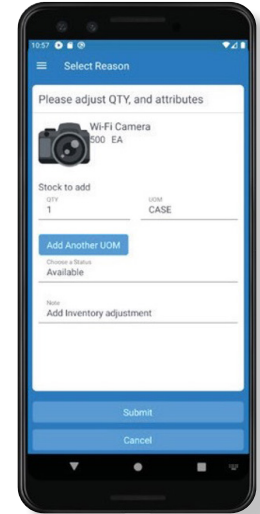 10:57
Select Reason
Please adjust QTY, and attributes
Wi-Fi Camera
500 EA
Stock to add
QTY UOM
1 CASE
Add Another UOM
Choose a Status
Available
Note
Add Inventory adjustment
Submit
Cancel